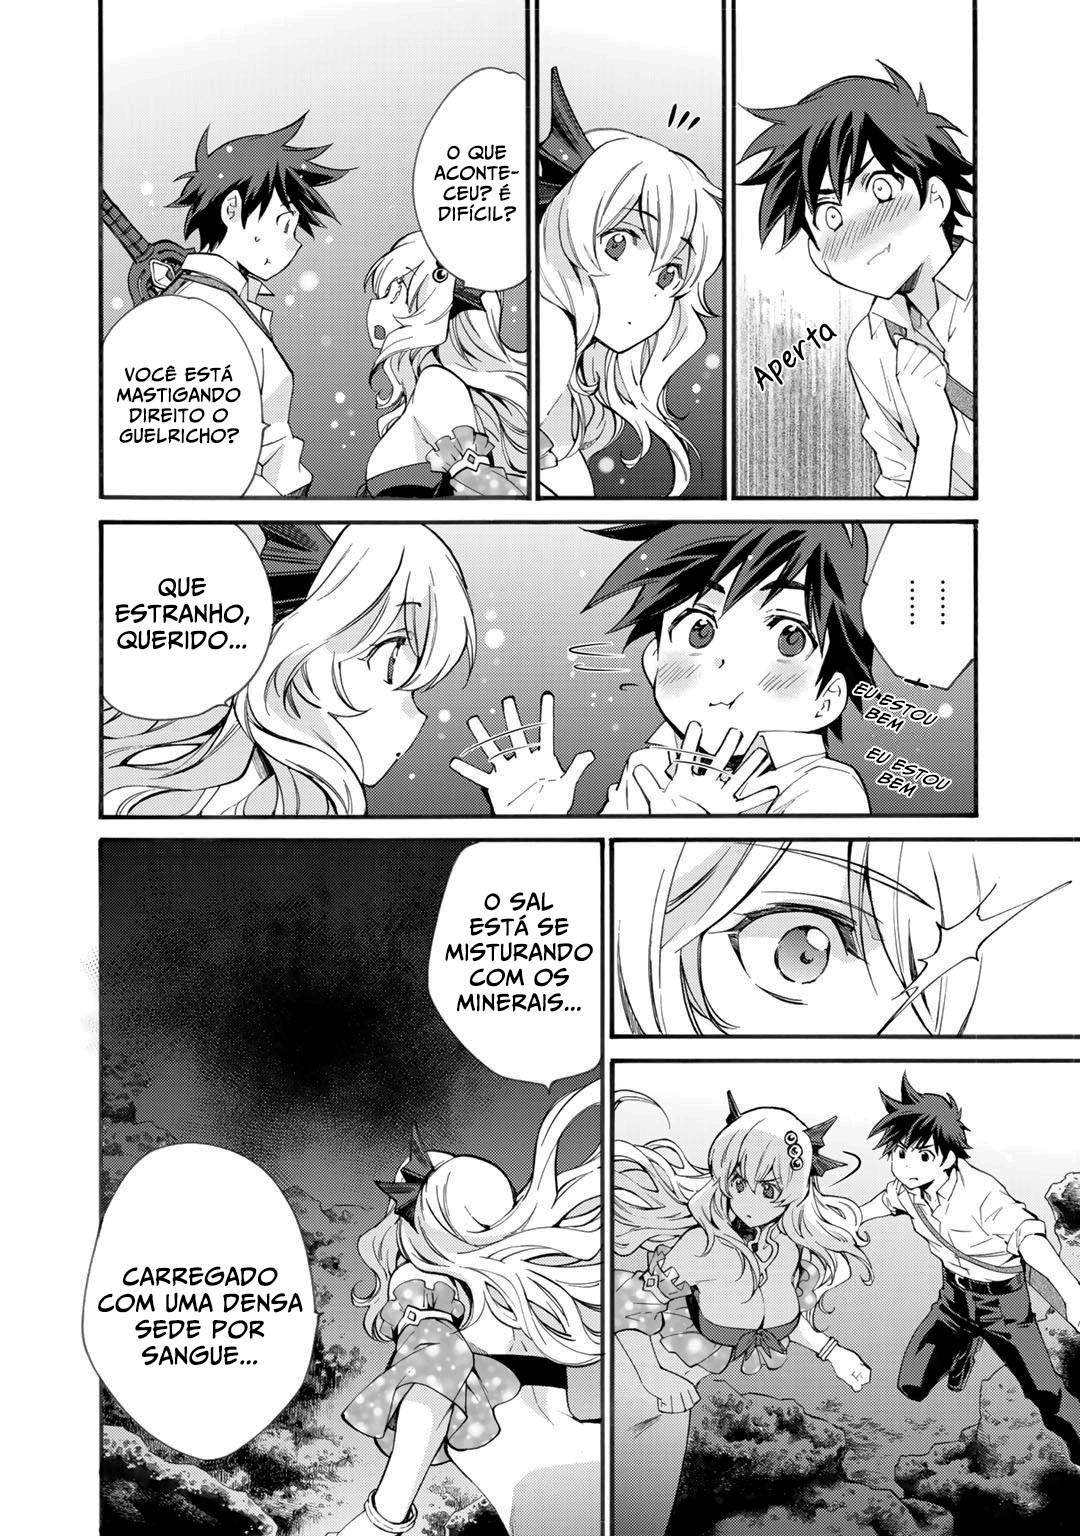 Aperta
O QUE
ACONTE-
CEU? É
DIFÍCIL?
VOCÊ ESTÁ
MASTIGANDO
DIREITO O
GUELRICHO?
......
EU ESTOU
BEM
EU ESTOU
BEM
QUE
ESTRANHO,
QUERIDO...
O SAL
ESTÁ SE
MISTURANDO
COM OS
MINERAIS...
CARREGADO
COM UMA DENSA
SEDE POR
SANGUE...